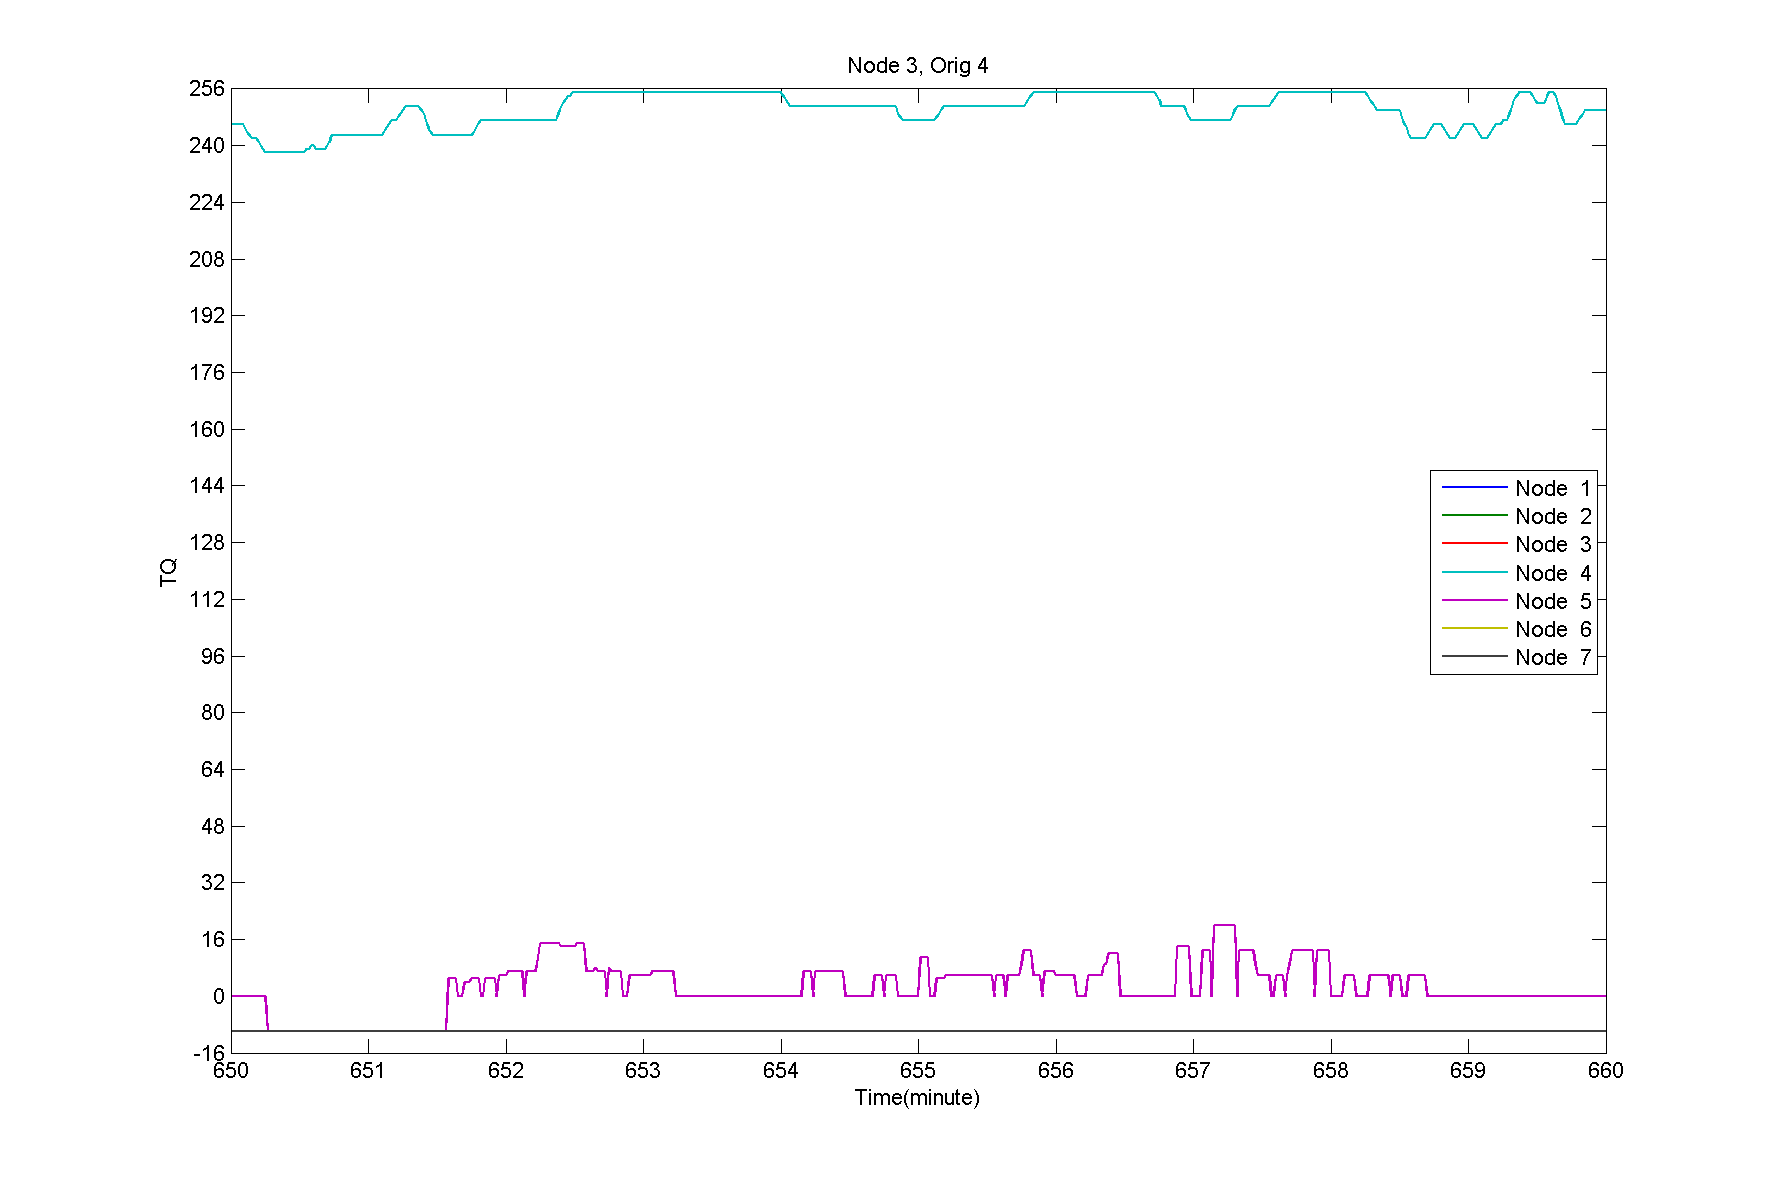 Node 3, Orig 4
256
240
224
208
192
176
160
144
128
112
96
80
64
48
32
16
0
-16
TQ
Node 1
Node 2
Node 3
Node 4
Node 5
Node 6
Node 7
650 651 652 653 654 655 656 657 658 659 660
Time(minute)